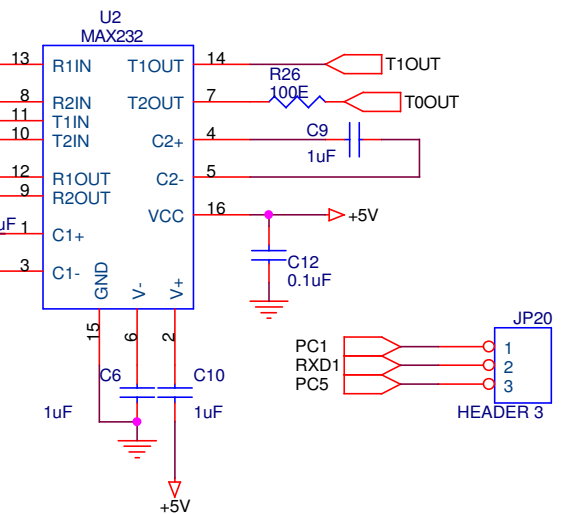 U2
MAX232
13 R1IN T1OUT 14 T1OUT
R26
8 R2IN T2OUT 7 100E T0OUT
11 T1IN
10 T2IN C2+ 4 C9
1uF
12 R1OUT C2- 5
9 R2OUT
VCC 16 +5V
uF 1 C1+
C12
3 C1- 0.1uF
GND V- V+
15 6 2
JP20
PC1 1
RXD1 2
PC5 3
HEADER 3
C6 C10
1uF 1uF
+5V